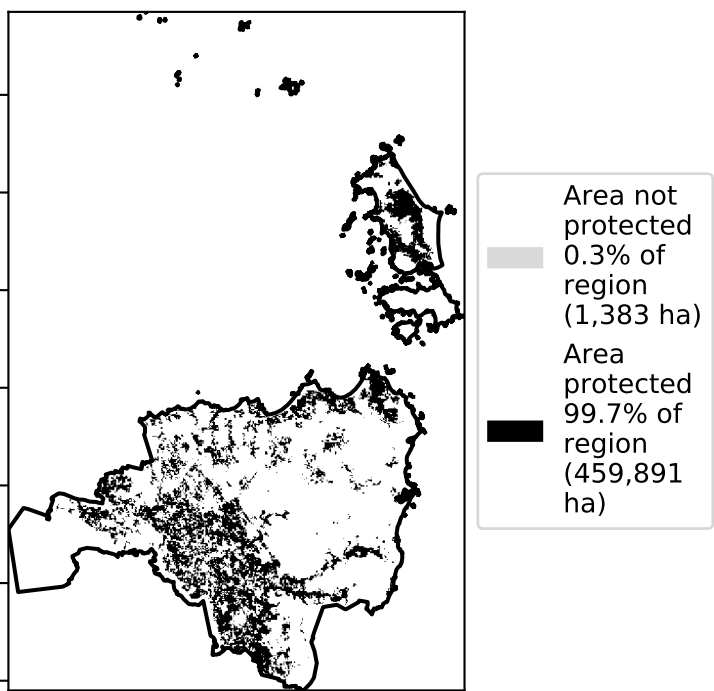 Area not
protected
0.3% of
region
(1,383 ha)
Area
protected
99.7% of
region
(459,891
ha)